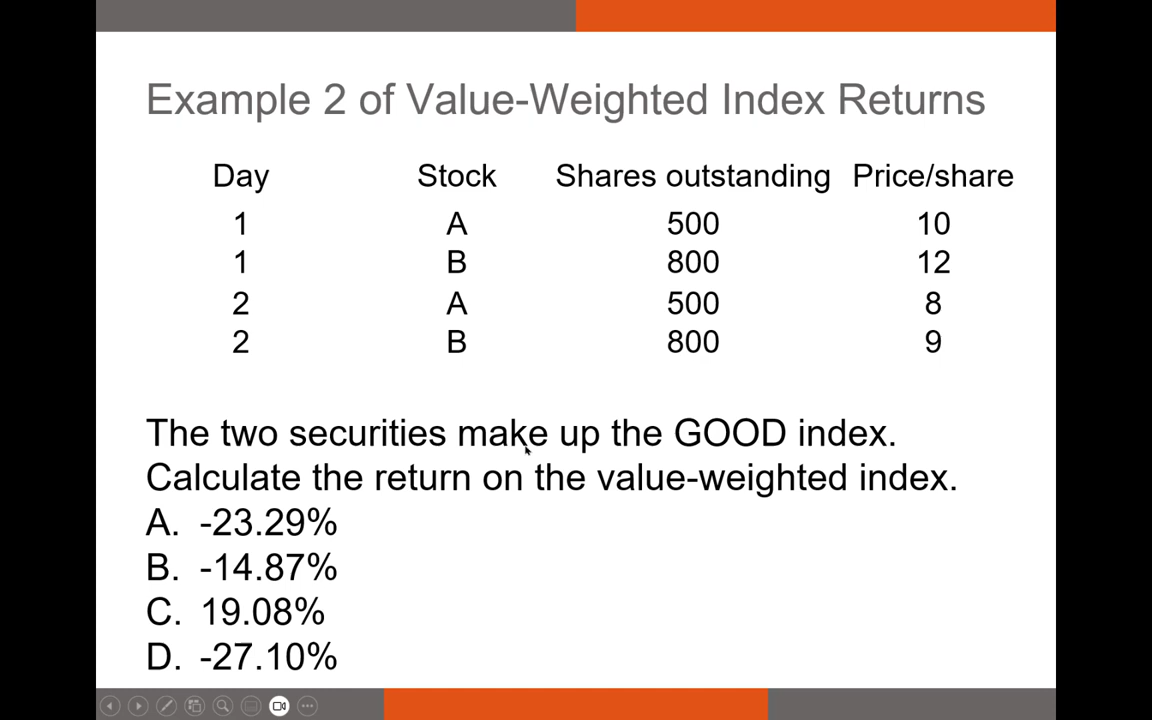 Example 2 of Value-Weighted Index Returns
Day Stock Shares outstanding Price/share
1 A 500 10
1 B 800 12
2 A 500 8
2 B 800 9
The two securities make up the GOOD index.
Calculate the return on the value-weighted index.
A. -23.29%
B. -14.87%
C. 19.08%
D. -27.10%